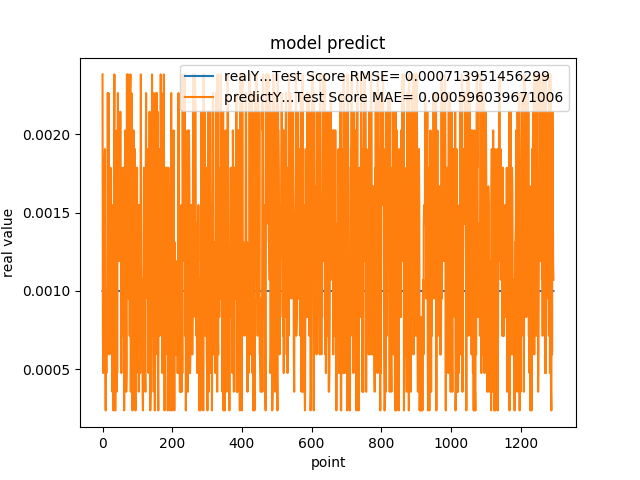 model predict
realY...Test Score RMSE= 0.000713951456299
predictY...Test Score MAE= 0.000596039671006
0.0020
0.0015
0.0010
0.0005
real value
0 200 400 600 800 1000 1200
point